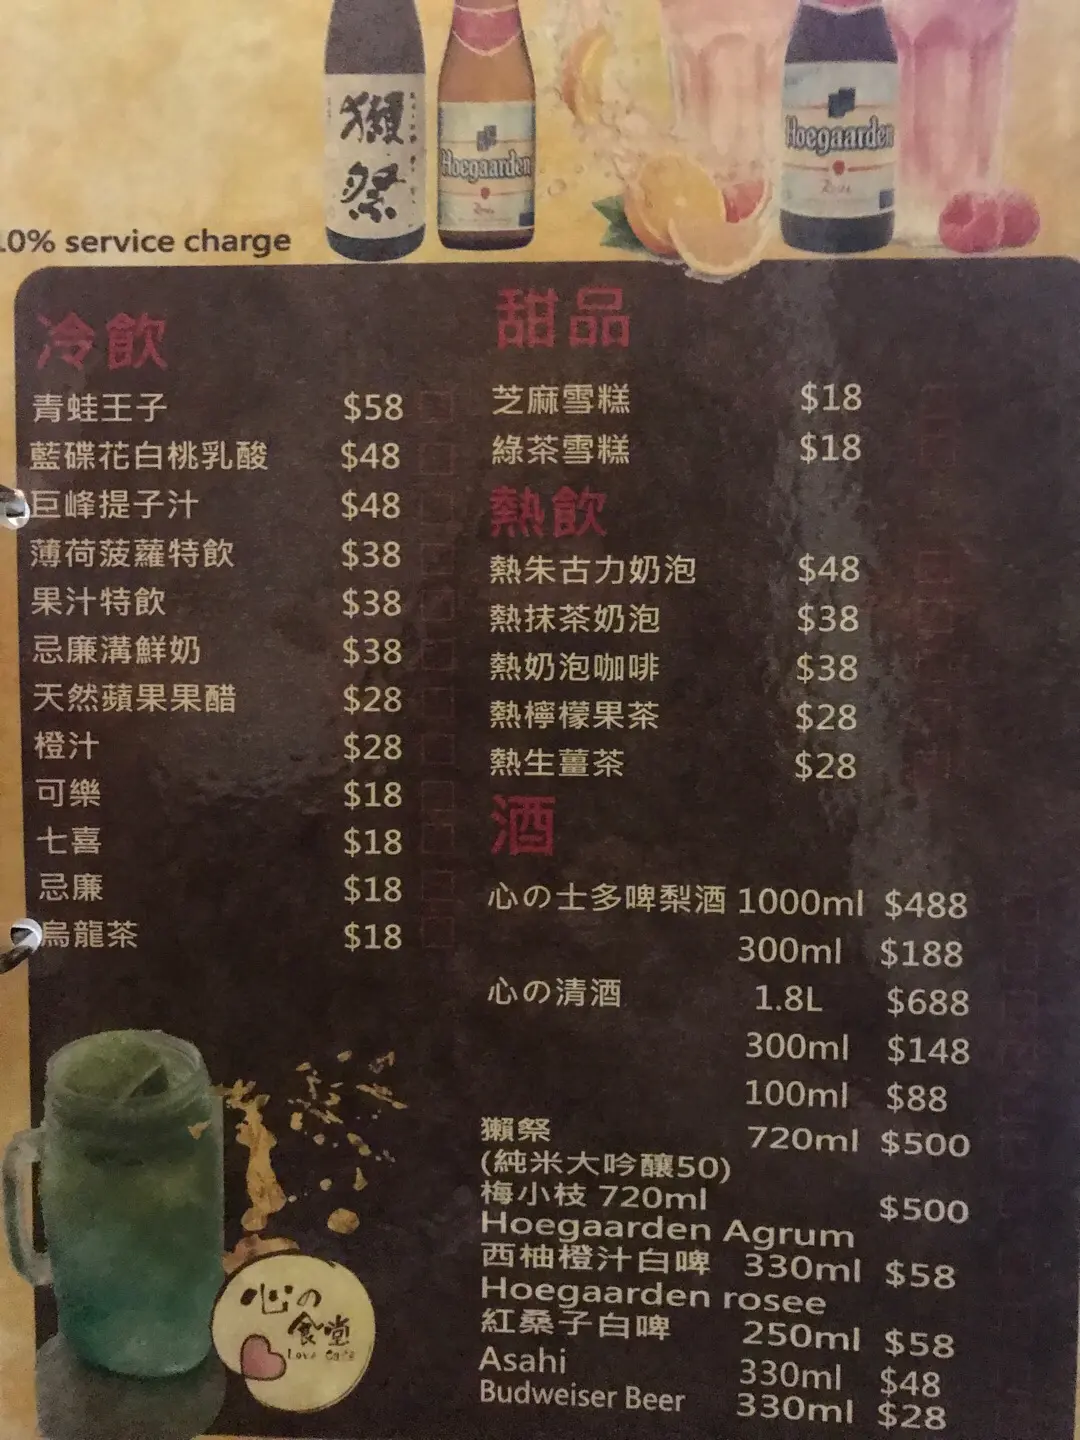 獺祭
Hoegaarden
Hoegaarden
10% service charge
冷飲
青蛙王子 $58
藍碟花白桃乳酸 $48
巨峰提子汁 $48
薄荷菠蘿特飲 $38
果汁特飲 $38
忌廉溝鮮奶 $38
天然蘋果果醋 $28
橙汁 $28
可樂 $18
七喜 $18
忌廉 $18
烏龍茶 $18
甜品
芝麻雪糕 $18
綠茶雪糕 $18
熱飲
熱朱古力奶泡 $48
熱抹茶奶泡 $38
熱奶泡咖啡 $38
熱檸檬果茶 $28
熱生薑茶 $28
酒
心の士多啤梨酒 1000ml $488
300ml $188
心の清酒 1.8L $688
300ml $148
100ml $88
獺祭 720ml $500
(純米大吟釀50)
梅小枝 720ml $500
Hoegaarden Agrum
西柚橙汁白啤 330ml $58
Hoegaarden rosee
紅桑子白啤 250ml $58
Asahi 330ml $48
Budweiser Beer 330ml $28
心の
食堂
Love Cafe